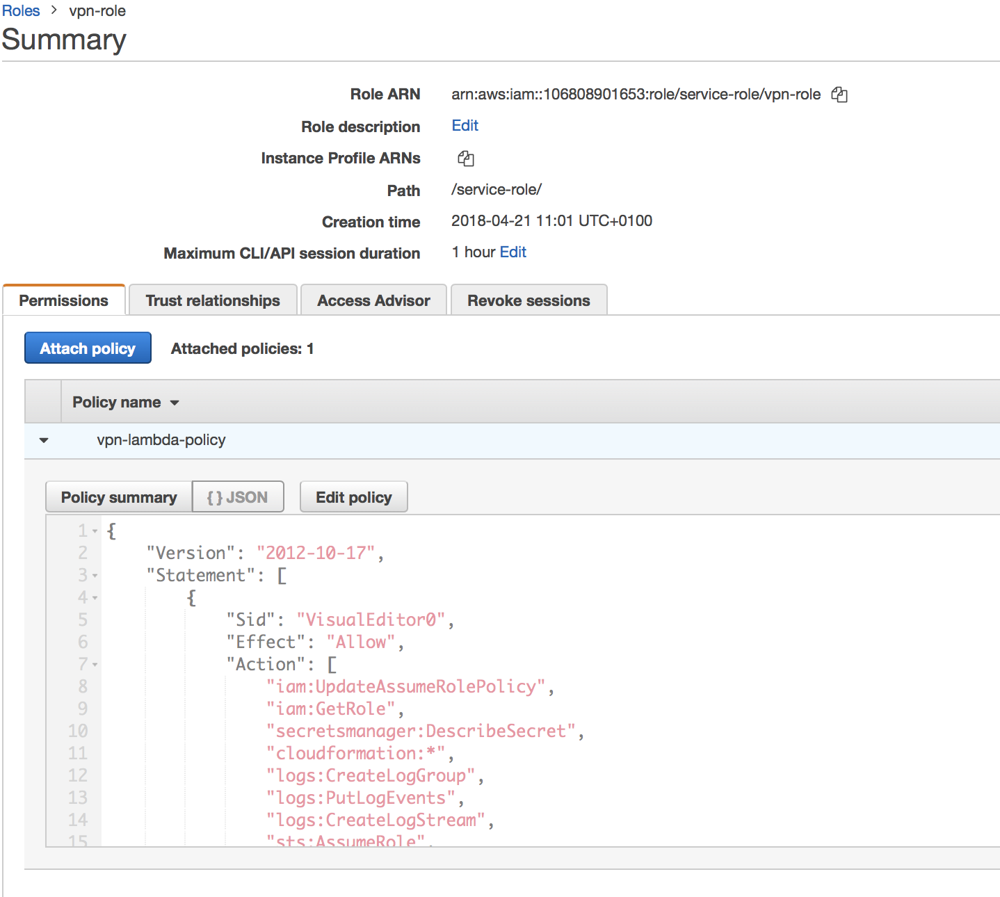 Roles > vpn-role
Summary
Role ARN arn:aws:iam::106808901653:role/service-role/vpn-role
Role description Edit
Instance Profile ARNs
Path /service-role/
Creation time 2018-04-21 11:01 UTC+0100
Maximum CLI/API session duration 1 hour Edit
Permissions Trust relationships Access Advisor Revoke sessions
Attach policy Attached policies: 1
Policy name
vpn-lambda-policy
Policy summary { } JSON Edit policy
1 {
2 "Version": "2012-10-17",
3 "Statement": [
4 {
5 "Sid": "VisualEditor0",
6 "Effect": "Allow",
7 "Action": [
8 "iam:UpdateAssumeRolePolicy",
9 "iam:GetRole",
10 "secretsmanager:DescribeSecret",
11 "cloudformation:*",
12 "logs:CreateLogGroup",
13 "logs:PutLogEvents",
14 "logs:CreateLogStream",
15 "sts:AssumeRole",